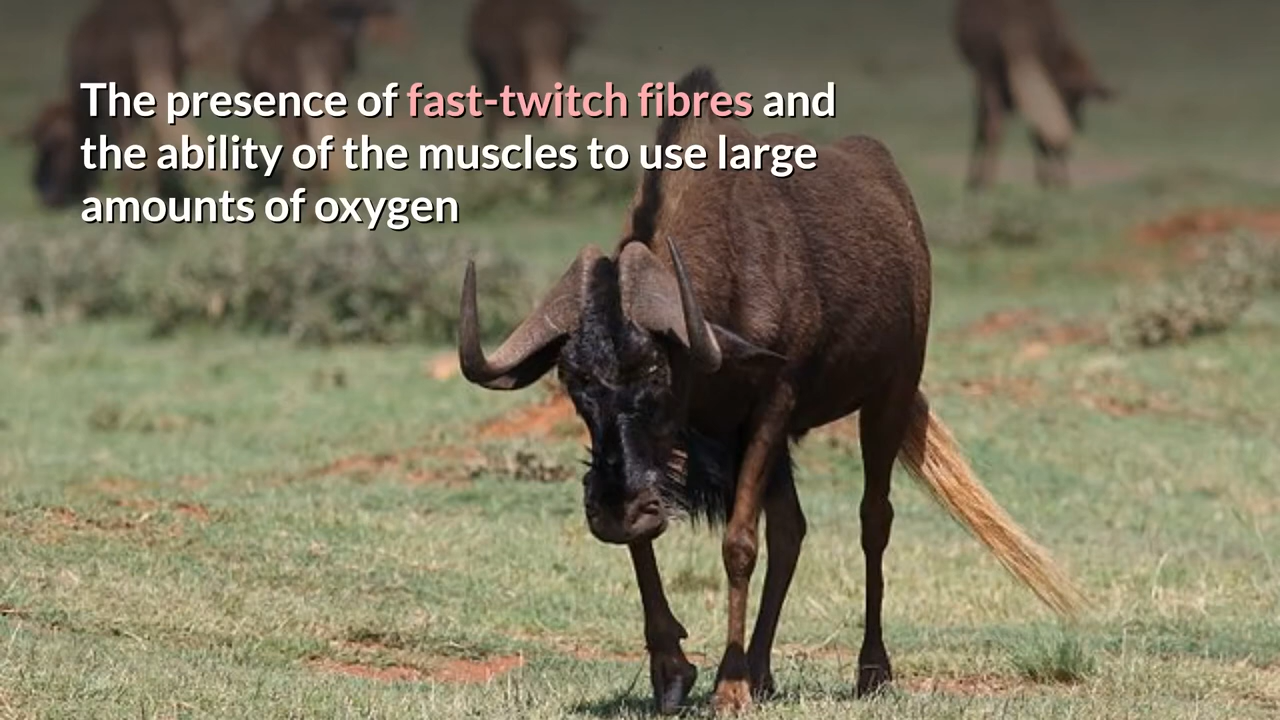 The presence of fast-twitch fibres and
the ability of the muscles to use large
amounts of oxygen